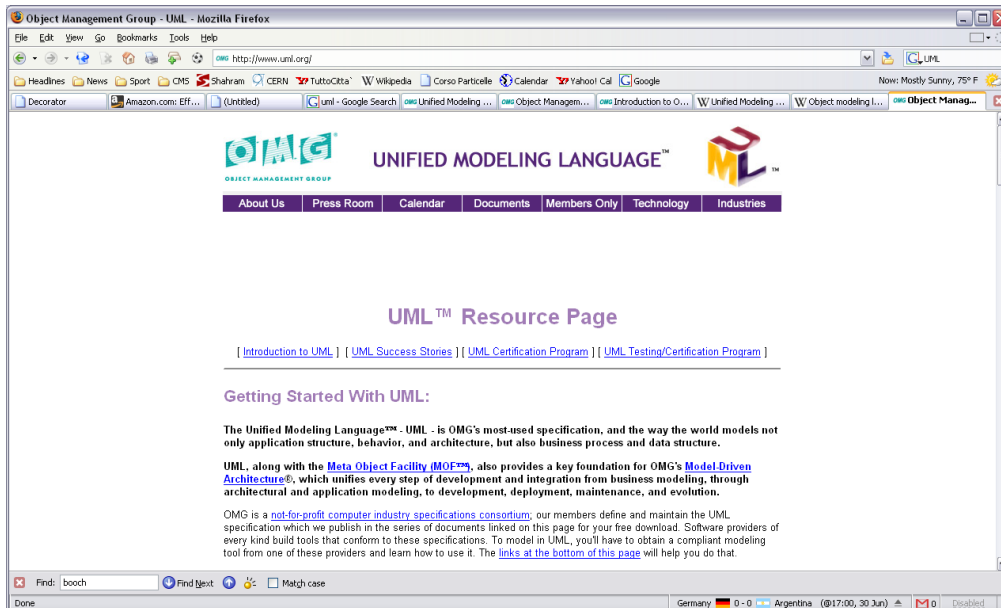 Object Management Group - UML - Mozilla Firefox
File Edit View Go Bookmarks Tools Help
OMG http://www.uml.org/
G UML
Headlines News Sport CMS Shahram CERN TuttoCitta` Wikipedia Corso Particelle Calendar Yahoo! Cal Google
Now: Mostly Sunny, 75° F
Decorator Amazon.com: Eff... (Untitled) uml - Google Search Unified Modeling ... Object Managem... Introduction to O... Unified Modeling ... Object modeling l... Object Manag...
OMG®
OBJECT MANAGEMENT GROUP
UNIFIED MODELING LANGUAGE™
UML™
About Us Press Room Calendar Documents Members Only Technology Industries
UML™ Resource Page
[ Introduction to UML ] [ UML Success Stories ] [ UML Certification Program ] [ UML Testing/Certification Program ]
Getting Started With UML:
The Unified Modeling Language™ - UML - is OMG's most-used specification, and the way the world models not
only application structure, behavior, and architecture, but also business process and data structure.
UML, along with the Meta Object Facility (MOF™), also provides a key foundation for OMG's Model-Driven
Architecture®, which unifies every step of development and integration from business modeling, through
architectural and application modeling, to development, deployment, maintenance, and evolution.
OMG is a not-for-profit computer industry specifications consortium; our members define and maintain the UML
specification which we publish in the series of documents linked on this page for your free download. Software providers of
every kind build tools that conform to these specifications. To model in UML, you'll have to obtain a compliant modeling
tool from one of these providers and learn how to use it. The links at the bottom of this page will help you do that.
Find: booch Find Next Match case
Done
Germany 0 - 0 Argentina (@17:00, 30 Jun) M 0 Disabled